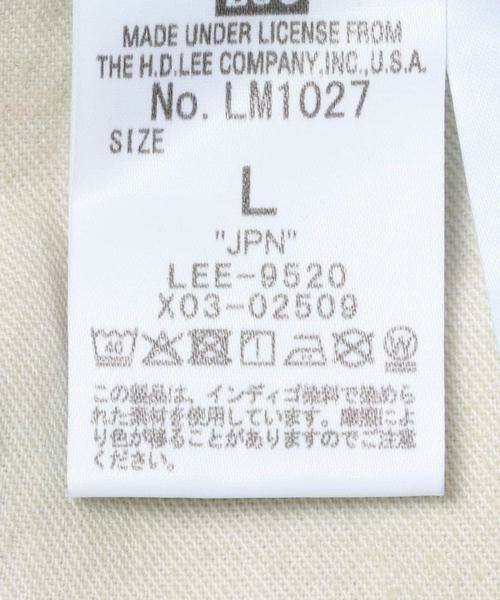 MADE UNDER LICENSE FROM
THE H.D.LEE COMPANY,INC.,U.S.A.
No. LM1027
SIZE
L
"JPN"
LEE-9520
X03-02509
40
W
この製品は、インディゴ染料で染めら
れた素材を使用しています。摩擦によ
り色が移ることがありますのでご注意
ください。